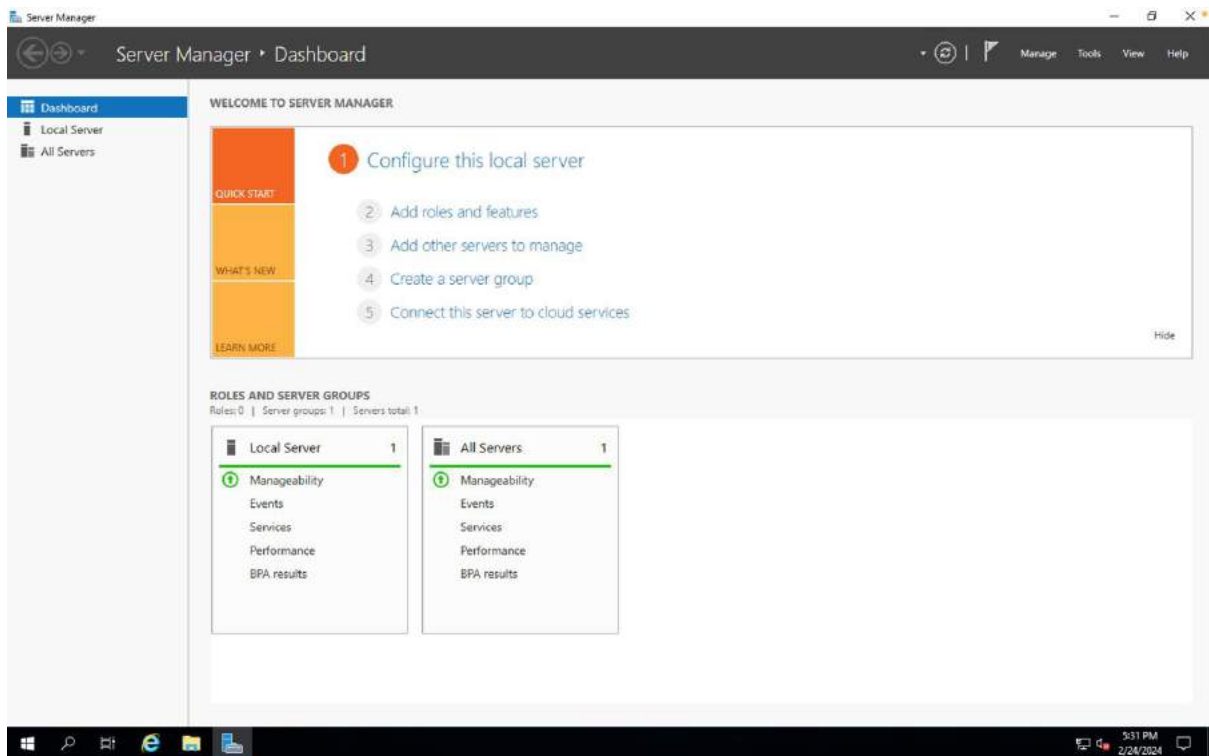 Server Manager
Server Manager • Dashboard
Manage Tools View Help
Dashboard
Local Server
All Servers
WELCOME TO SERVER MANAGER
QUICK START
WHAT'S NEW
LEARN MORE
1 Configure this local server
2 Add roles and features
3 Add other servers to manage
4 Create a server group
5 Connect this server to cloud services
Hide
ROLES AND SERVER GROUPS
Roles: 0 | Server groups: 1 | Servers total: 1
Local Server 1
Manageability
Events
Services
Performance
BPA results
All Servers 1
Manageability
Events
Services
Performance
BPA results
5:31 PM
2/24/2024